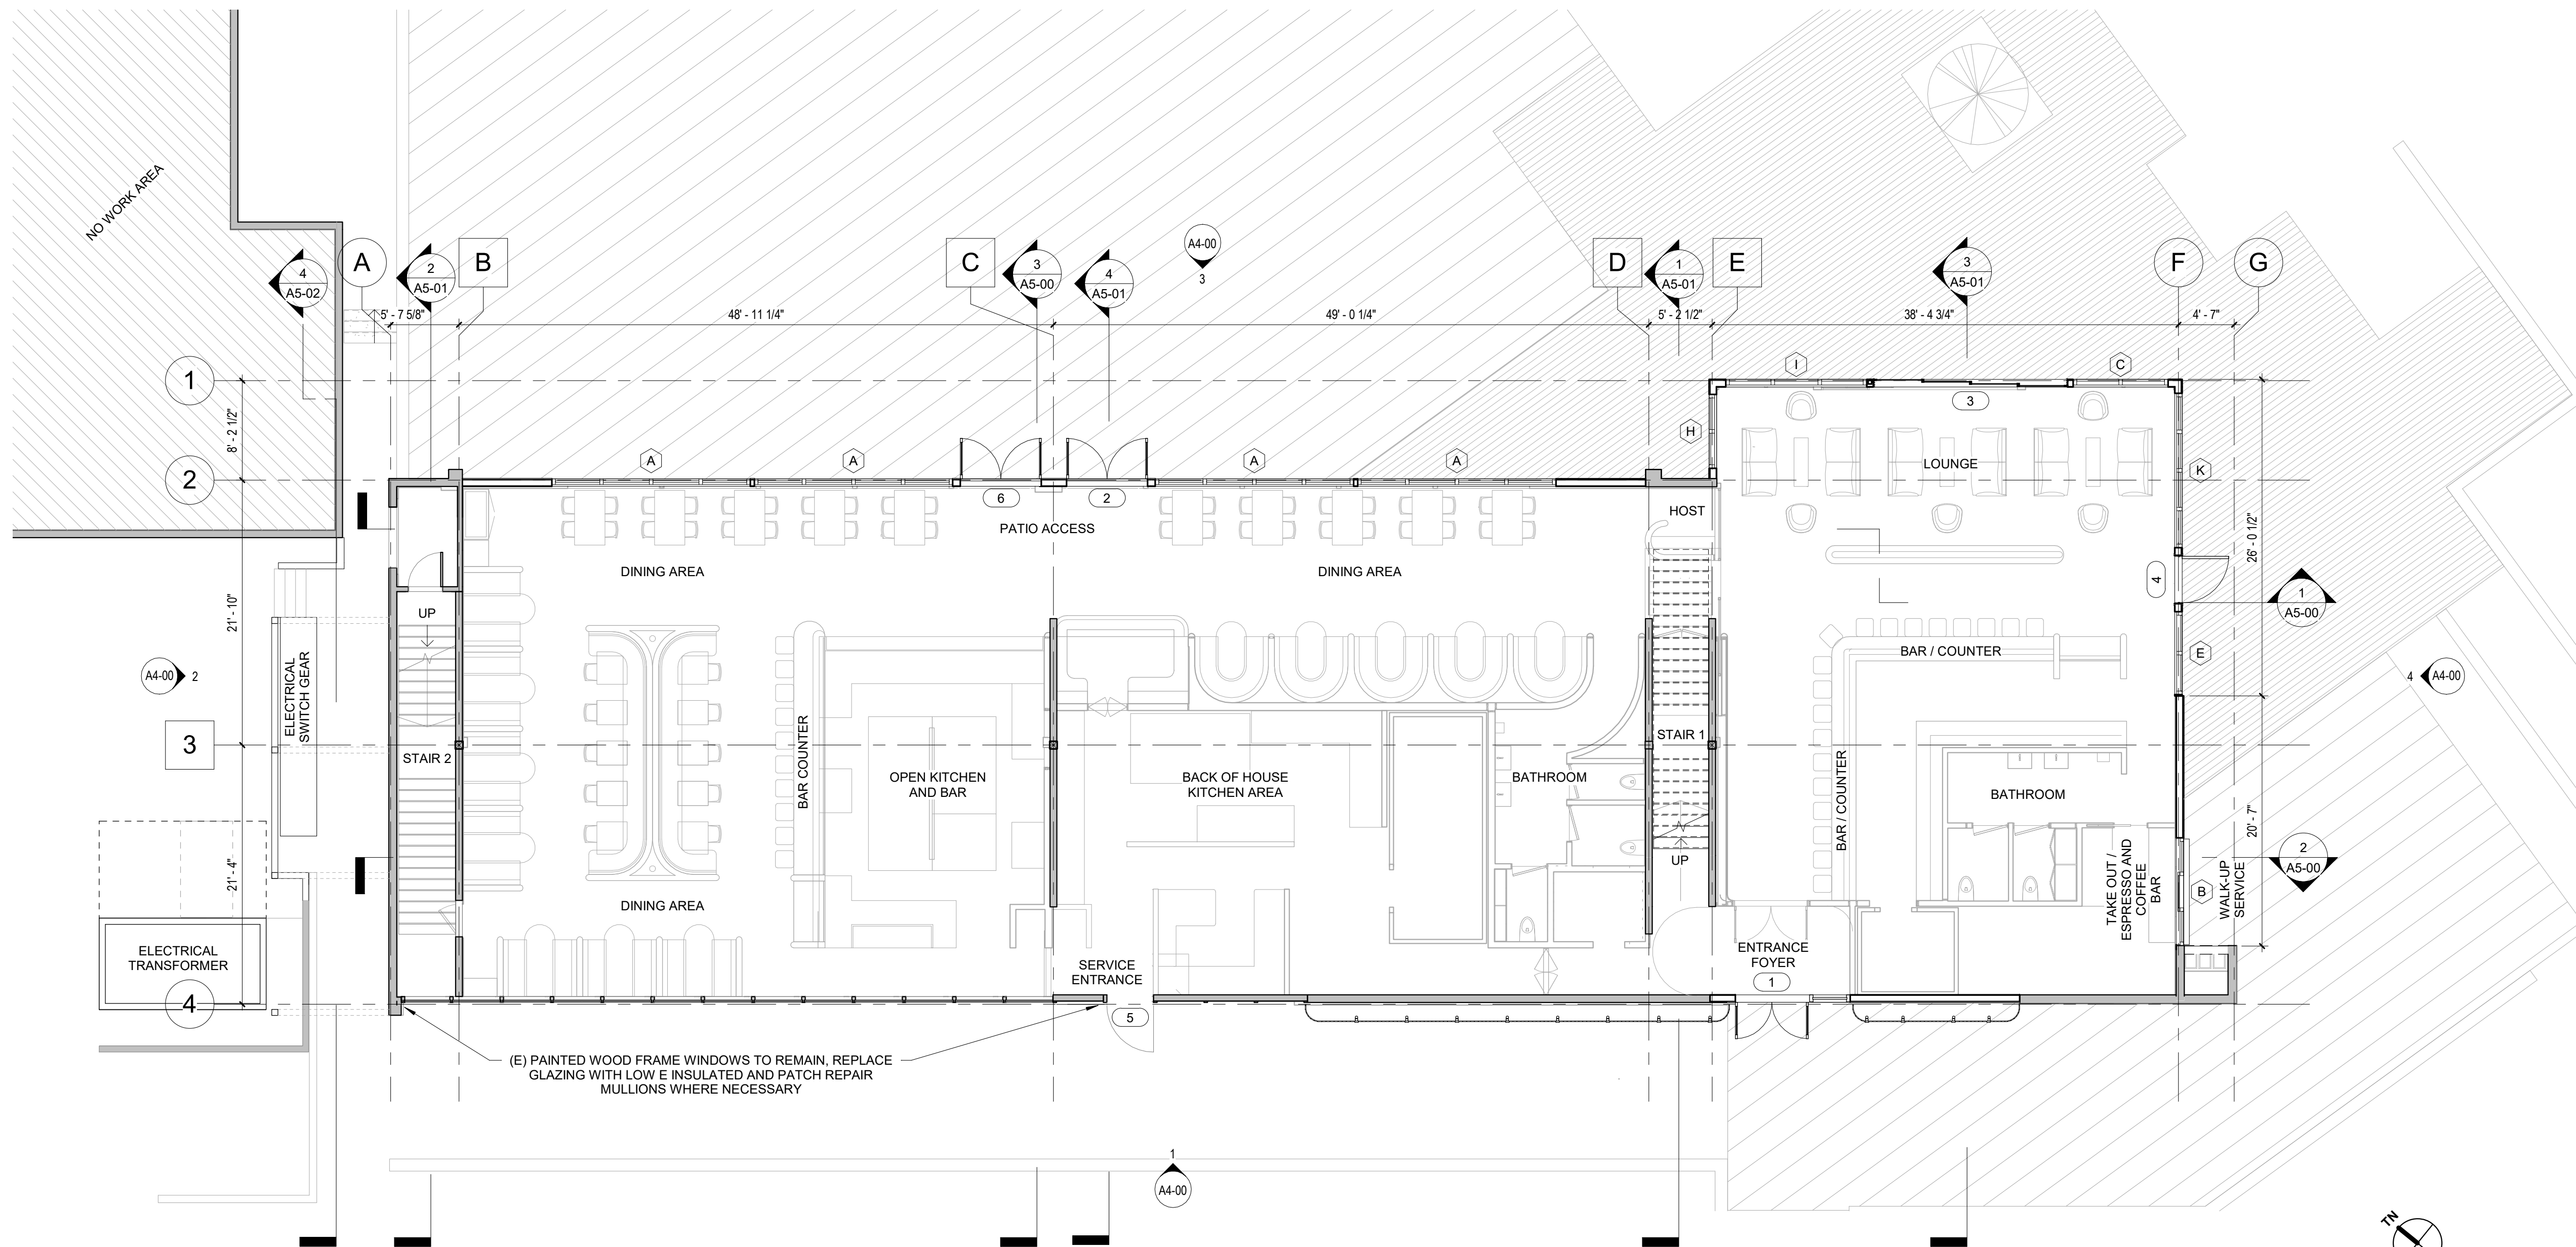 NO WORK AREA
4
A5-02
A
2
A5-01
B
C
3
A5-00
4
A5-01
A4-00
3
D
1
A5-01
E
3
A5-01
F
G
5' - 7 5/8"
48' - 11 1/4"
49' - 0 1/4"
5' - 2 1/2"
38' - 4 3/4"
4' - 7"
1
8' - 2 1/2"
2
21' - 10"
3
21' - 4"
4
I
C
3
H
K
A
A
A
A
6
2
PATIO ACCESS
HOST
LOUNGE
DINING AREA
DINING AREA
26' - 0 1/2"
4
1
A5-00
UP
A4-00
2
ELECTRICAL
SWITCH GEAR
STAIR 2
BAR COUNTER
OPEN KITCHEN
AND BAR
BACK OF HOUSE
KITCHEN AREA
BATHROOM
STAIR 1
UP
BAR / COUNTER
BAR / COUNTER
BATHROOM
E
4
A4-00
20' - 7"
2
A5-00
B
WALK-UP
SERVICE
TAKE OUT /
ESPRESSO AND
COFFEE
BAR
DINING AREA
ELECTRICAL
TRANSFORMER
SERVICE
ENTRANCE
5
ENTRANCE
FOYER
1
(E) PAINTED WOOD FRAME WINDOWS TO REMAIN, REPLACE
GLAZING WITH LOW E INSULATED AND PATCH REPAIR
MULLIONS WHERE NECESSARY
1
A4-00
TN